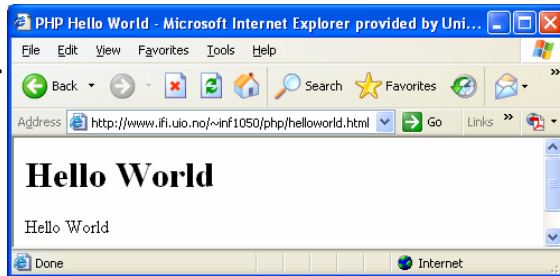 PHP Hello World - Microsoft Internet Explorer provided by Uni...
File Edit View Favorites Tools Help
Back Search Favorites »
Address http://www.ifi.uio.no/~inf1050/php/helloworld.html Go Links »
Hello World
Hello World
Done Internet